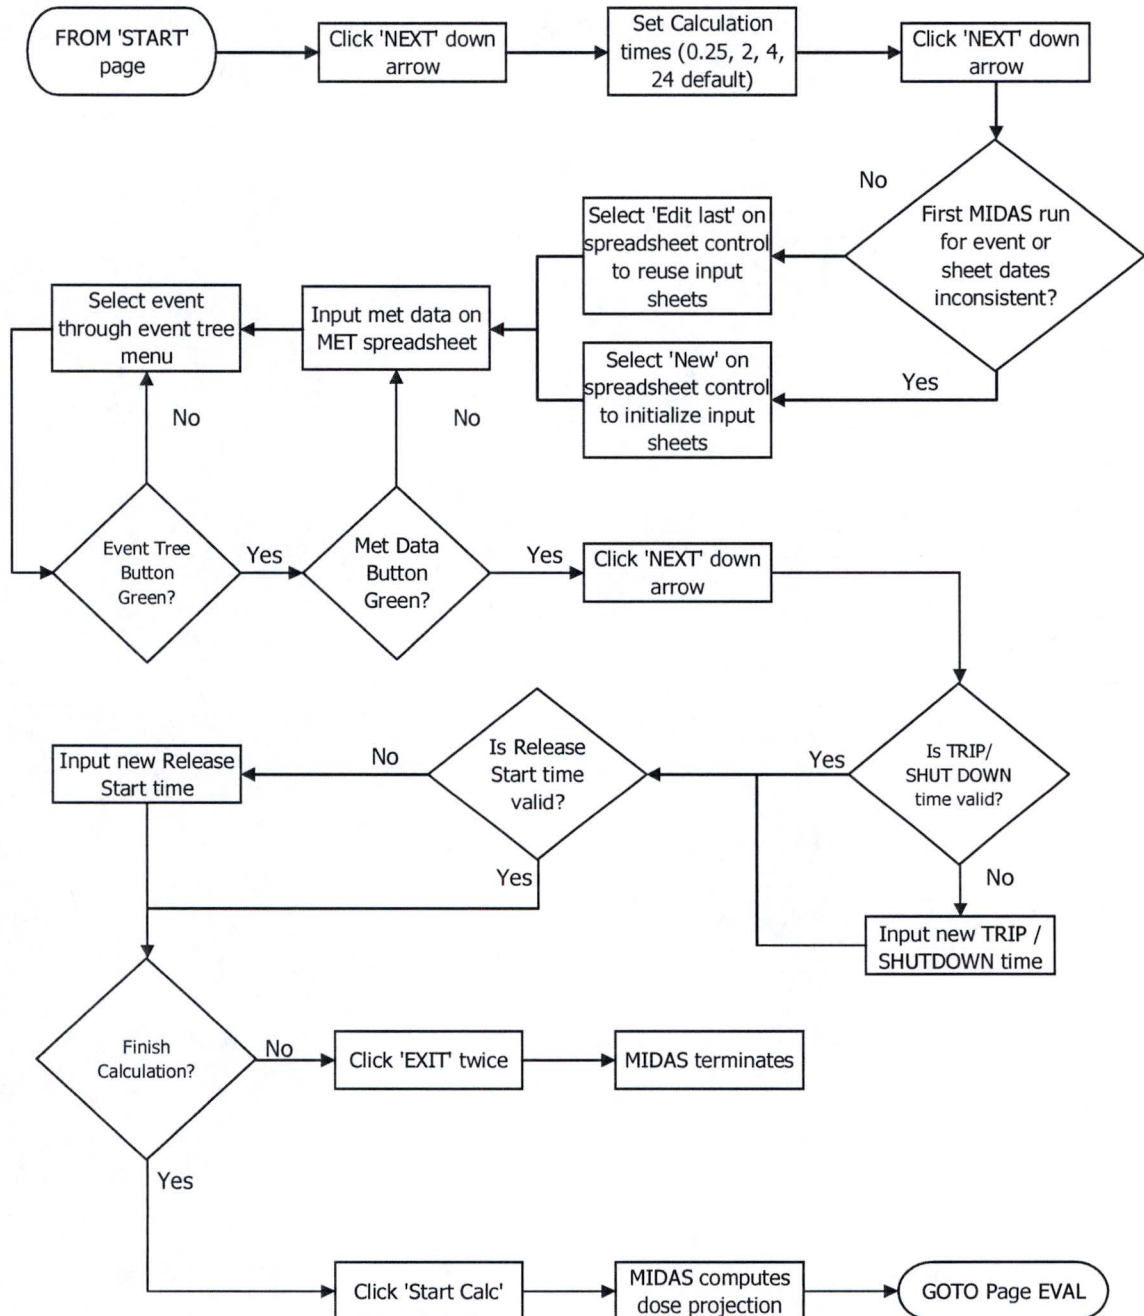 FROM 'START'
page
Click 'NEXT' down
arrow
Set Calculation
times (0.25, 2, 4,
24 default)
Click 'NEXT' down
arrow
No
First MIDAS run
for event or
sheet dates
inconsistent?
Select 'Edit last' on
spreadsheet control
to reuse input
sheets
Select event
through event tree
menu
Input met data on
MET spreadsheet
Select 'New' on
spreadsheet control
to initialize input
sheets
Yes
No
No
Event Tree
Button
Green?
Yes
Met Data
Button
Green?
Yes
Click 'NEXT' down
arrow
Input new Release
Start time
No
Is Release
Start time
valid?
Yes
Is TRIP/
SHUT DOWN
time valid?
Yes
No
Input new TRIP /
SHUTDOWN time
Finish
Calculation?
No
Click 'EXIT' twice
MIDAS terminates
Yes
Click 'Start Calc'
MIDAS computes
dose projection
GOTO Page EVAL